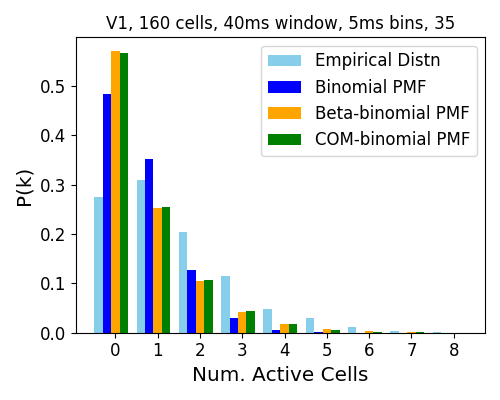 V1, 160 cells, 40ms window, 5ms bins, 35
Empirical Distn
Binomial PMF
Beta-binomial PMF
COM-binomial PMF
P(k)
0.5
0.4
0.3
0.2
0.1
0.0
0 1 2 3 4 5 6 7 8
Num. Active Cells